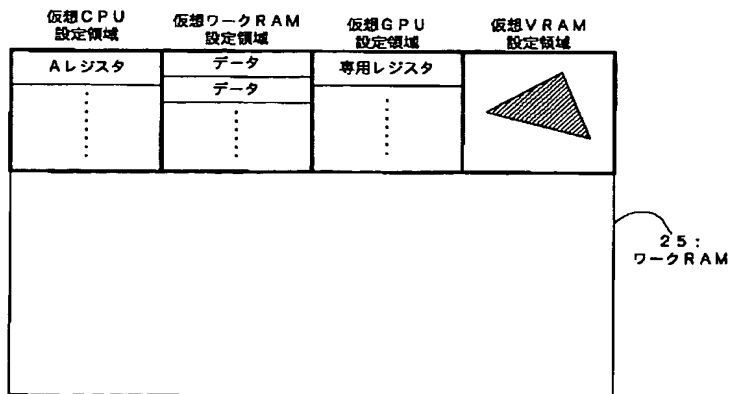 仮想CPU
設定領域
仮想ワークRAM
設定領域
仮想GPU
設定領域
仮想VRAM
設定領域
Aレジスタ
データ
データ
専用レジスタ
25:
ワークRAM